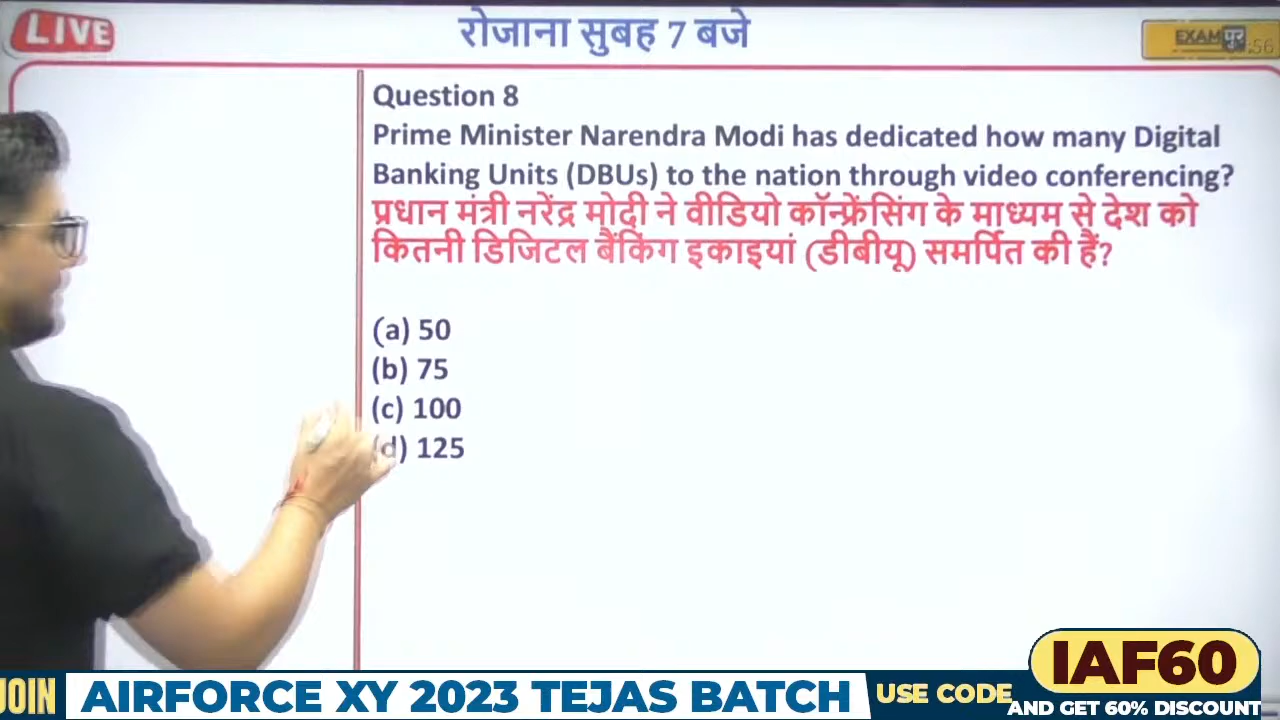 LIVE
रोजाना सुबह 7 बजे
EXAMपुर
:56
Question 8
Prime Minister Narendra Modi has dedicated how many Digital
Banking Units (DBUs) to the nation through video conferencing?
प्रधान मंत्री नरेंद्र मोदी ने वीडियो कॉन्फ्रेंसिंग के माध्यम से देश को
कितनी डिजिटल बैंकिंग इकाइयां (डीबीयू) समर्पित की हैं?
(a) 50
(b) 75
(c) 100
(d) 125
JOIN AIRFORCE XY 2023 TEJAS BATCH USE CODE IAF60
AND GET 60% DISCOUNT